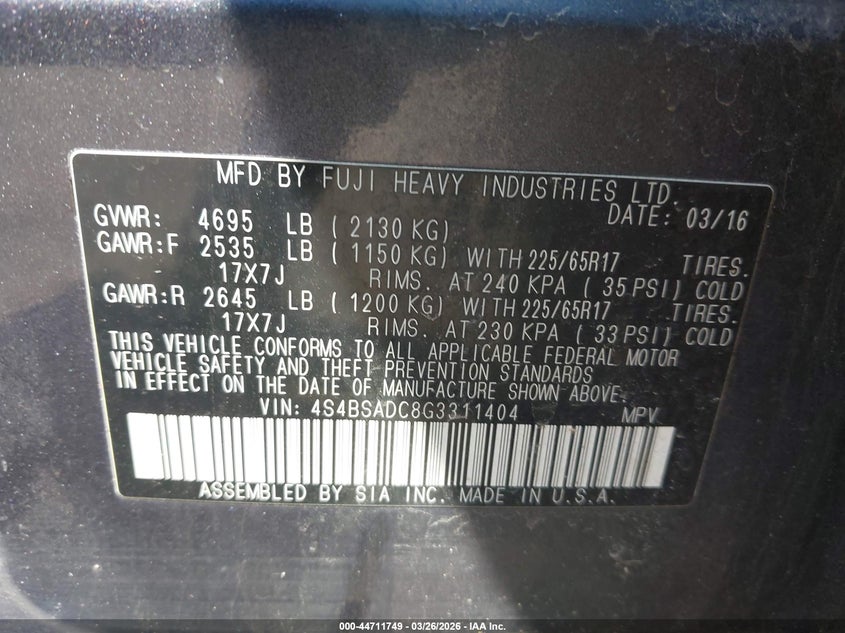 MFD BY FUJI HEAVY INDUSTRIES LTD.
DATE: 03/16
GVWR: 4695 LB ( 2130 KG)
GAWR:F 2535 LB ( 1150 KG) WITH 225/65R17 TIRES.
17X7J RIMS. AT 240 KPA ( 35 PSI) COLD
GAWR:R 2645 LB ( 1200 KG) WITH 225/65R17 TIRES.
17X7J RIMS. AT 230 KPA ( 33 PSI) COLD
THIS VEHICLE CONFORMS TO ALL APPLICABLE FEDERAL MOTOR
VEHICLE SAFETY AND THEFT PREVENTION STANDARDS
IN EFFECT ON THE DATE OF MANUFACTURE SHOWN ABOVE.
VIN: 4S4BSADC8G3311404 MPV
ASSEMBLED BY SIA INC. MADE IN U.S.A.
000-44711749 - 03/26/2026 - IAA Inc.